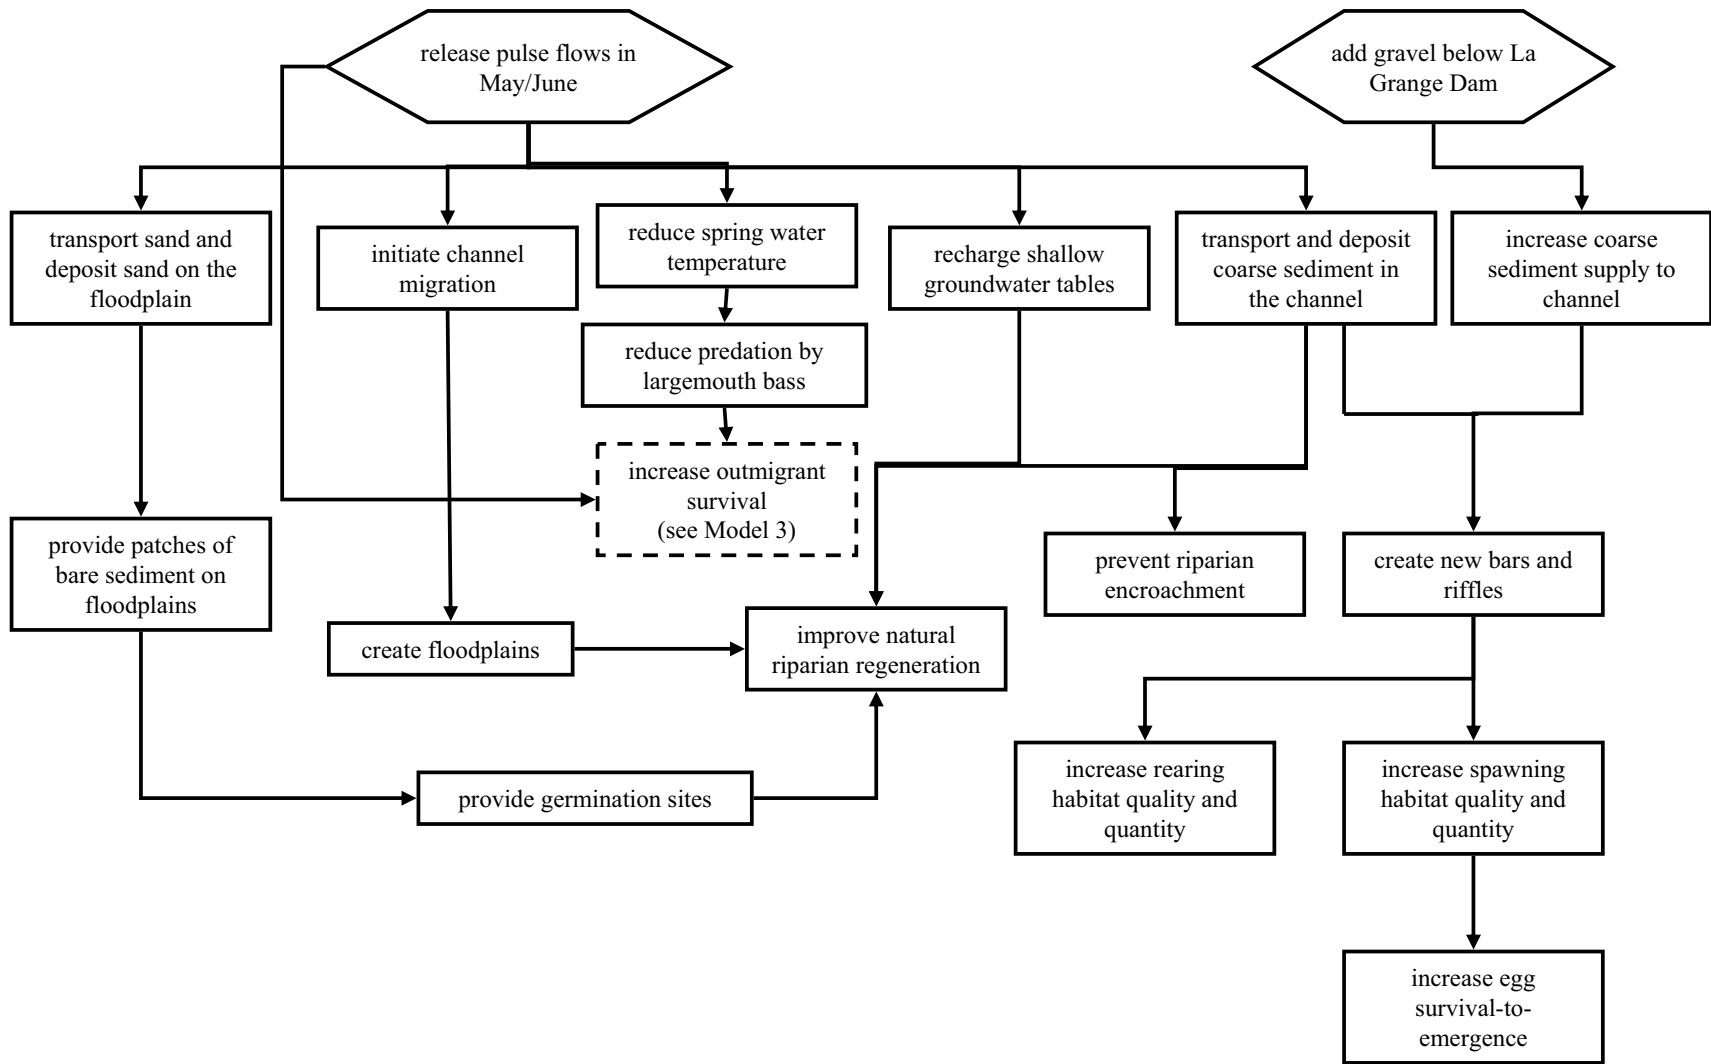 release pulse flows in
May/June
add gravel below La
Grange Dam
transport sand and
deposit sand on the
floodplain
initiate channel
migration
reduce spring water
temperature
recharge shallow
groundwater tables
transport and deposit
coarse sediment in
the channel
increase coarse
sediment supply to
channel
reduce predation by
largemouth bass
increase outmigrant
survival
(see Model 3)
provide patches of
bare sediment on
floodplains
prevent riparian
encroachment
create new bars and
riffles
create floodplains
improve natural
riparian regeneration
provide germination sites
increase rearing
habitat quality and
quantity
increase spawning
habitat quality and
quantity
increase egg
survival-to-
emergence